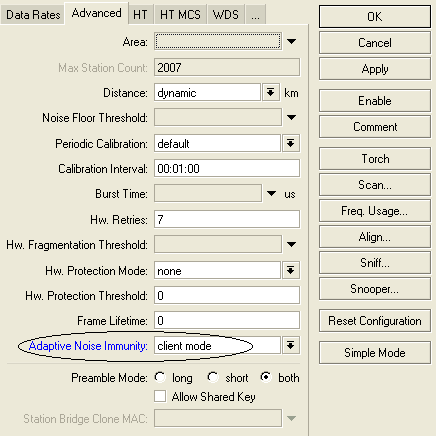 Data Rates Advanced HT HT MCS WDS ...
Area:
Max Station Count: 2007
Distance: dynamic km
Noise Floor Threshold:
Periodic Calibration: default
Calibration Interval: 00:01:00
Burst Time: us
Hw. Retries: 7
Hw. Fragmentation Threshold:
Hw. Protection Mode: none
Hw. Protection Threshold: 0
Frame Lifetime: 0
Adaptive Noise Immunity: client mode
Preamble Mode: long short both
Allow Shared Key
Station Bridge Clone MAC:
OK
Cancel
Apply
Enable
Comment
Torch
Scan...
Freq. Usage...
Align...
Sniff...
Snooper...
Reset Configuration
Simple Mode